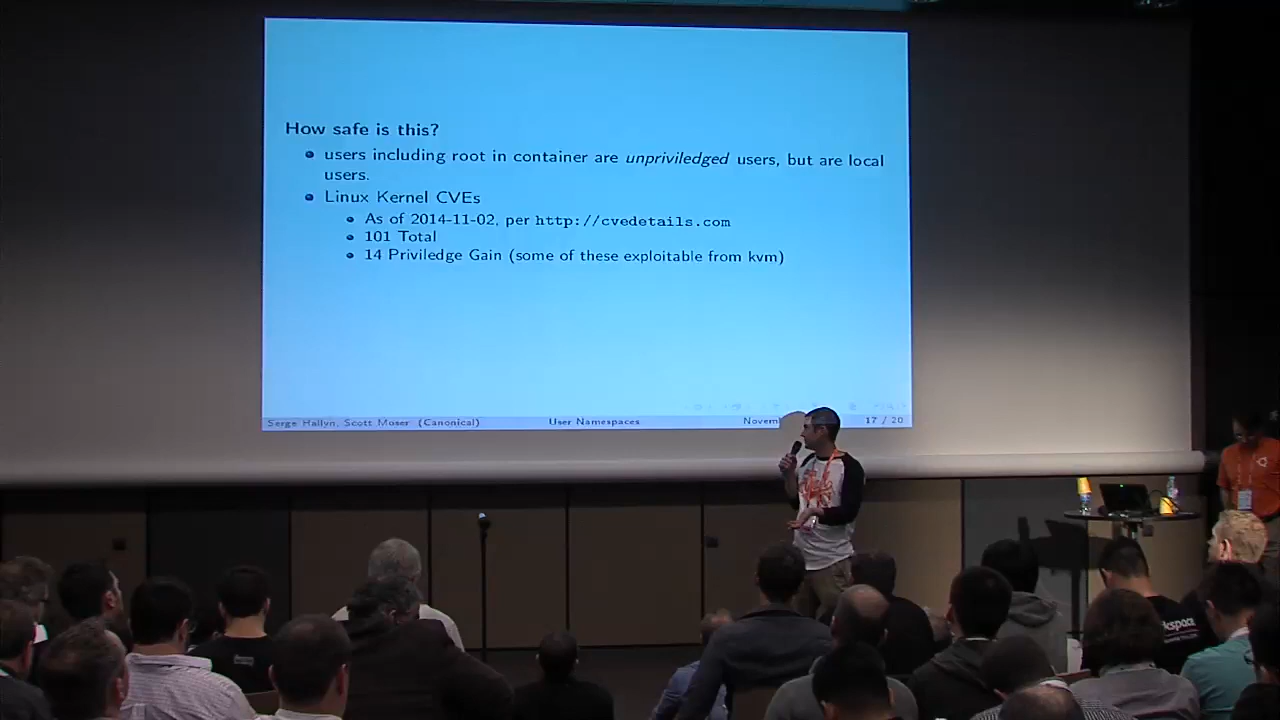 How safe is this?
users including root in container are unpriviledged users, but are local
users.
Linux Kernel CVEs
As of 2014-11-02, per http://cvedetails.com
101 Total
14 Priviledge Gain (some of these exploitable from kvm)
Serge Hallyn, Scott Moser (Canonical) User Namespaces Novem 17 / 20
kspace